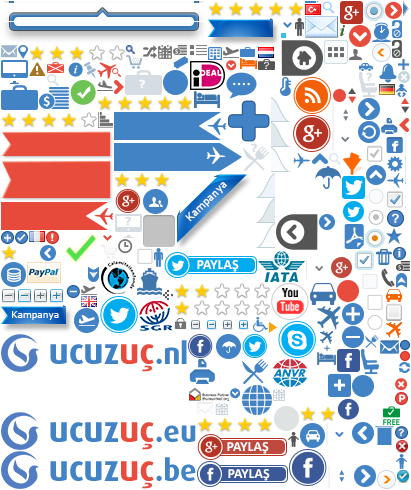 g+
iDEAL
g+
Kampanya
g+
PayPal
Calamiteitenfonds
PAYLAŞ
IATA
g+
You
Tube
Kampanya
SGR
ucuzuç.nl
ANVR
FREE
ucuzuç.eu
g+ PAYLAŞ
ucuzuç.be
f PAYLAŞ